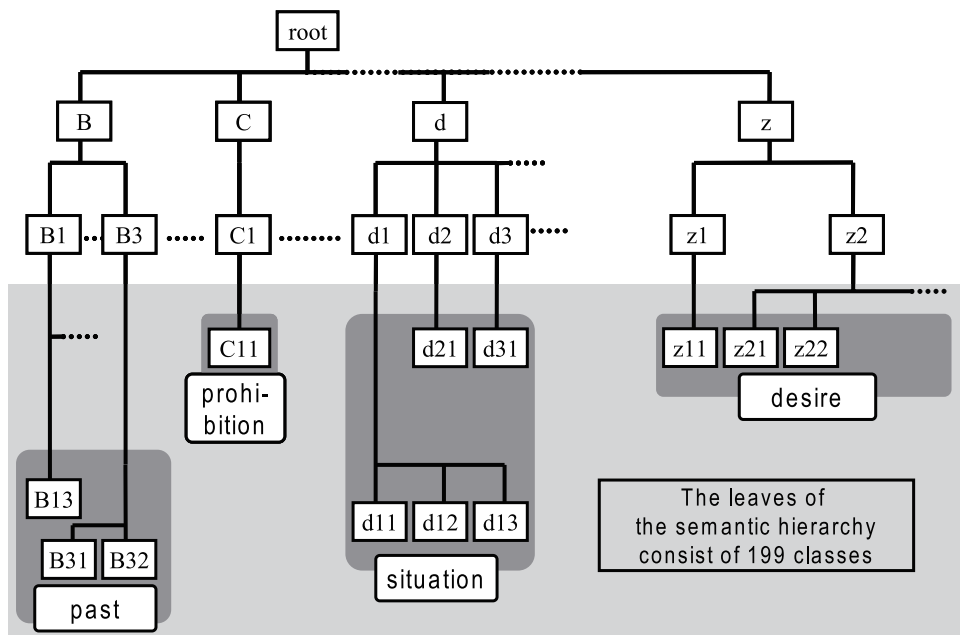 root
B
C
d
z
B1
B3
C1
d1
d2
d3
z1
z2
C11
d21
d31
z11
z21
z22
prohi-
bition
desire
B13
d11
d12
d13
The leaves of
the semantic hierarchy
consist of 199 classes
B31
B32
situation
past